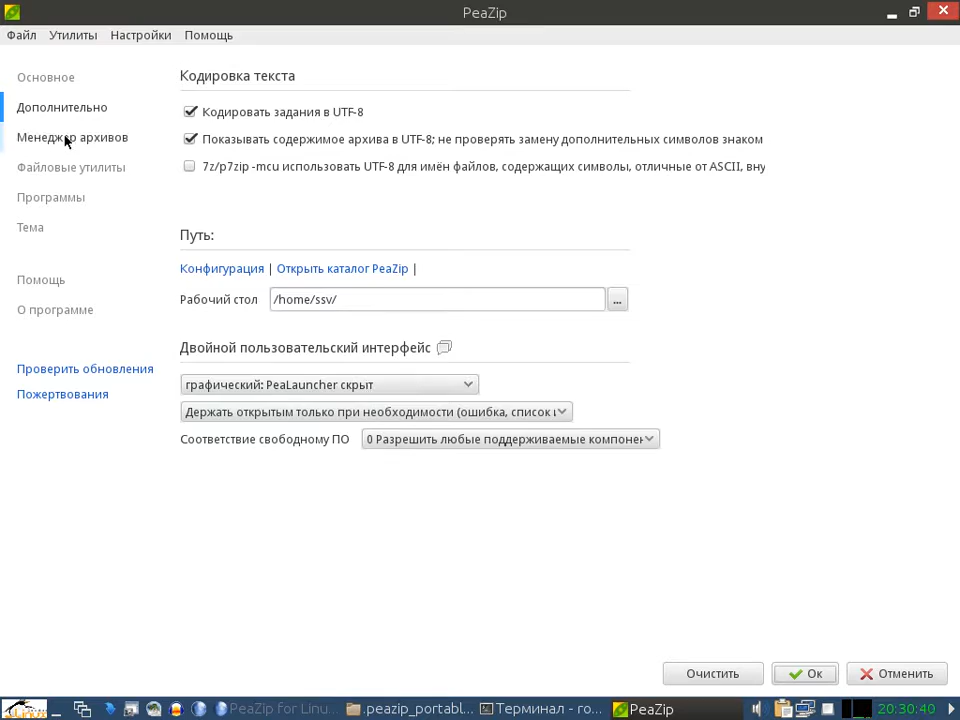 PeaZip
Файл Утилиты Настройки Помощь
Основное
Дополнительно
Менеджер архивов
Файловые утилиты
Программы
Тема
Помощь
О программе
Проверить обновления
Пожертвования
Кодировка текста
Кодировать задания в UTF-8
Показывать содержимое архива в UTF-8; не проверять замену дополнительных символов знаком
7z/p7zip -mcu использовать UTF-8 для имён файлов, содержащих символы, отличные от ASCII, вну
Путь:
Конфигурация | Открыть каталог PeaZip |
Рабочий стол /home/ssv/ ...
Двойной пользовательский интерфейс
графический: PeaLauncher скрыт
Держать открытым только при необходимости (ошибка, список
Соответствие свободному ПО 0 Разрешить любые поддерживаемые компонен
Очистить Ok Отменить
PeaZip for Linu... .peazip_portabl... Терминал - ro... PeaZip 20:30:40